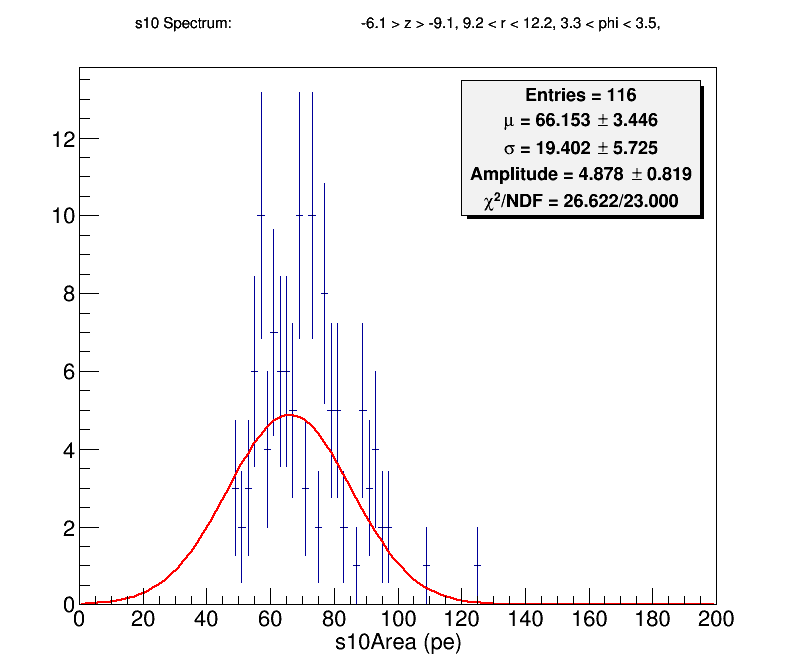 s10 Spectrum: -6.1 > z > -9.1, 9.2 < r < 12.2, 3.3 < phi < 3.5,
Entries = 116
μ = 66.153 ± 3.446
σ = 19.402 ± 5.725
Amplitude = 4.878 ± 0.819
χ²/NDF = 26.622/23.000
12
10
8
6
4
2
0
0 20 40 60 80 100 120 140 160 180 200
s10Area (pe)